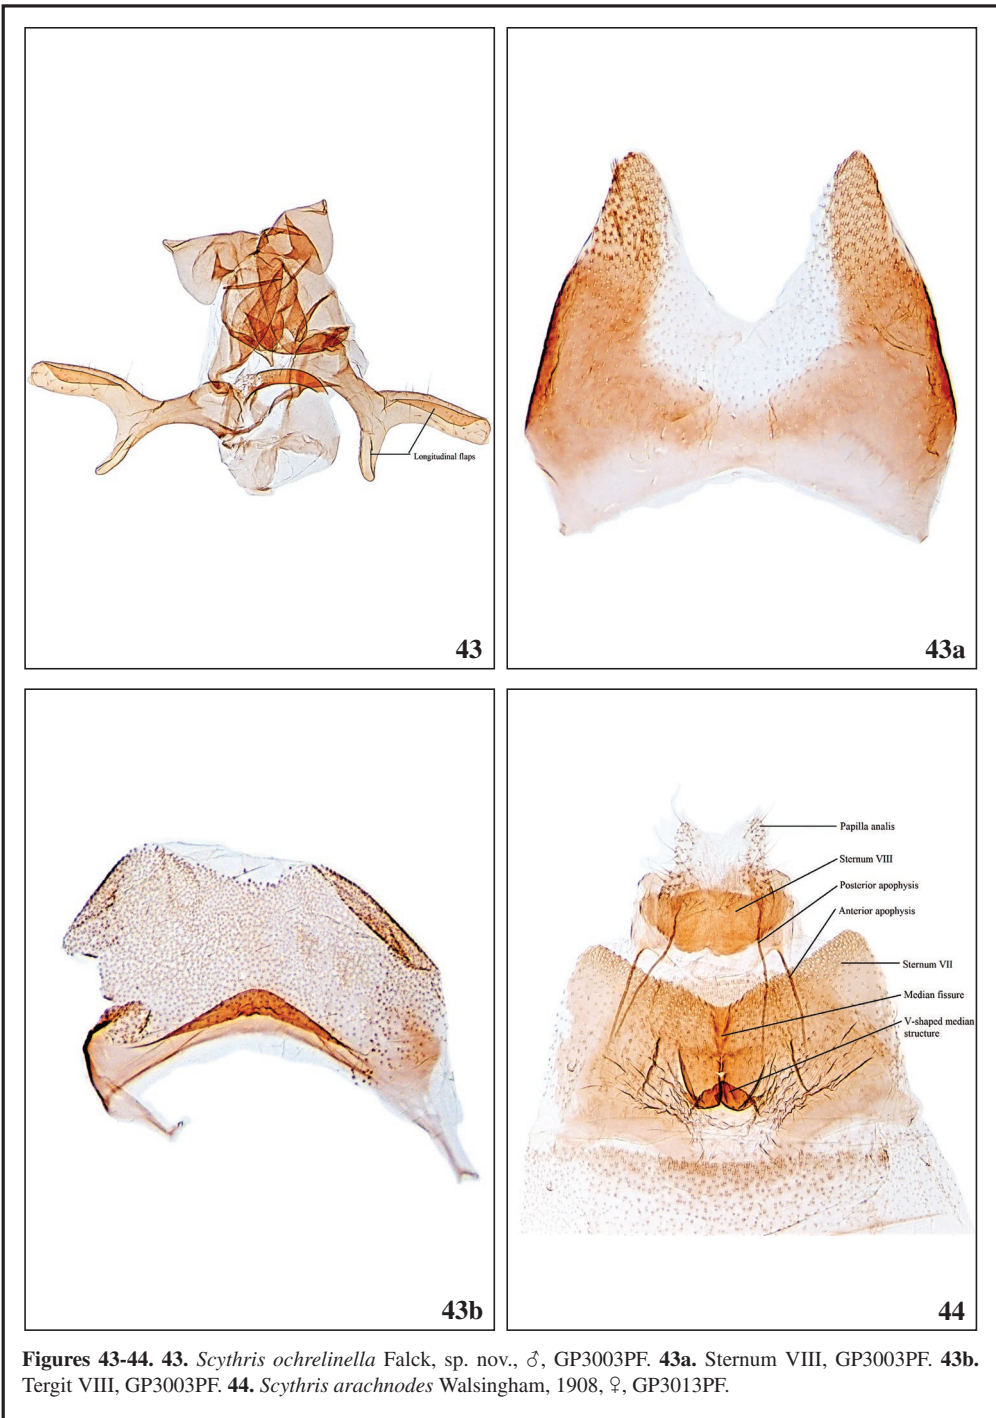 Longitudinal flaps
43
43a
43b
Papilla analis
Sternum VIII
Posterior apophysis
Anterior apophysis
Sternum VII
Median fissure
V-shaped median
structure
44
Figures 43-44. 43. Scythris ochrelinella Falck, sp. nov., ♂, GP3003PF. 43a. Sternum VIII, GP3003PF. 43b.
Tergit VIII, GP3003PF. 44. Scythris arachnodes Walsingham, 1908, ♀, GP3013PF.